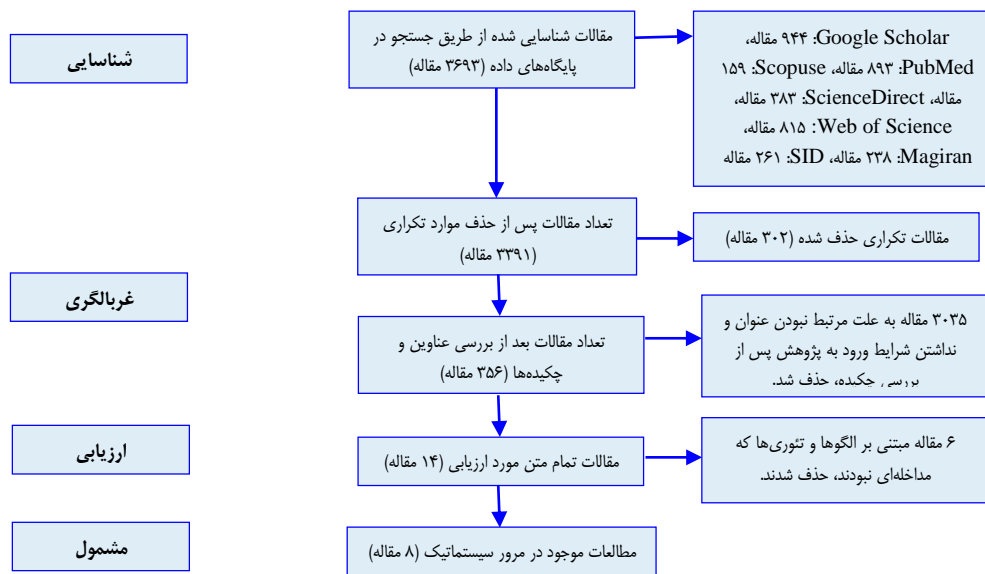 شناسایی
مقالات شناسایی شده از طریق جستجو در
پایگاه‌های داده (۳۶۹۳ مقاله)
Google Scholar: ۹۴۴ مقاله،
PubMed: ۸۹۳ مقاله، Scopuse: ۱۵۹
مقاله، ScienceDirect: ۳۸۳ مقاله،
Web of Science: ۸۱۵ مقاله،
Magiran: ۲۳۸ مقاله، SID: ۲۶۱ مقاله
تعداد مقالات پس از حذف موارد تکراری
(۳۳۹۱ مقاله)
مقالات تکراری حذف شده (۳۰۲ مقاله)
غربالگری
تعداد مقالات بعد از بررسی عناوین و
چکیده‌ها (۳۵۶ مقاله)
۳۰۳۵ مقاله به علت مرتبط نبودن عنوان و
نداشتن شرایط ورود به پژوهش پس از
بررسی چکیده، حذف شد.
ارزیابی
مقالات تمام متن مورد ارزیابی (۱۴ مقاله)
۶ مقاله مبتنی بر الگوها و تئوری‌ها که
مداخله‌ای نبودند، حذف شدند.
مشمول
مطالعات موجود در مرور سیستماتیک (۸ مقاله)